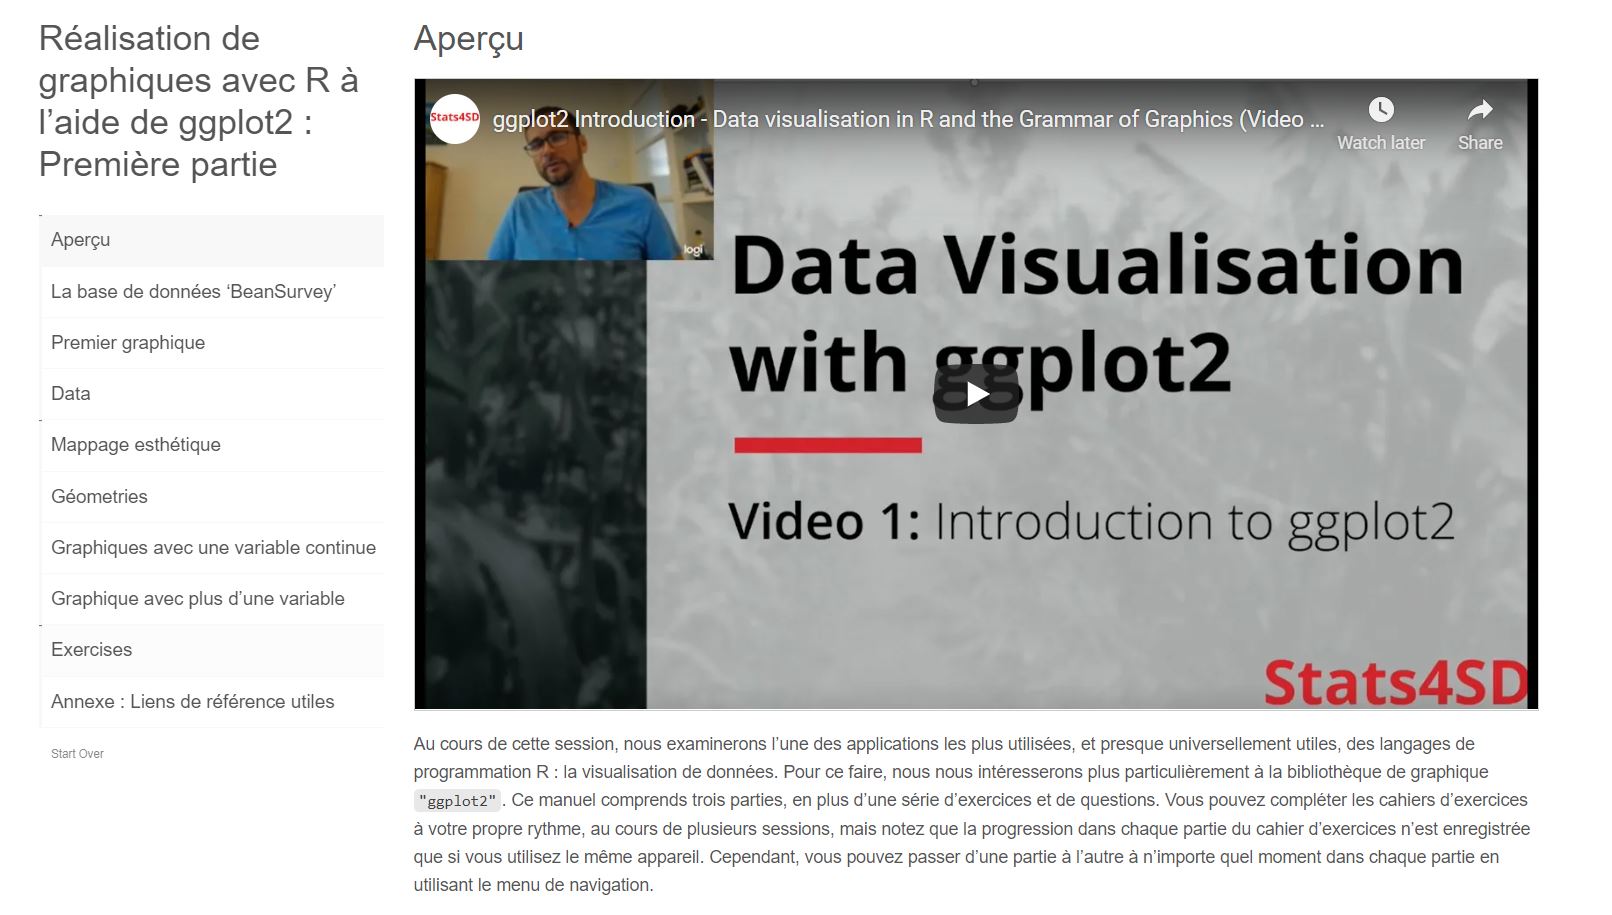 Réalisation de
graphiques avec R à
l’aide de ggplot2 :
Première partie
Aperçu
La base de données ‘BeanSurvey’
Premier graphique
Data
Mappage esthétique
Géometries
Graphiques avec une variable continue
Graphique avec plus d’une variable
Exercises
Annexe : Liens de référence utiles
Start Over
Aperçu
Stats4SD
ggplot2 Introduction - Data visualisation in R and the Grammar of Graphics (Video ...
Watch later
Share
logi
Data Visualisation
with ggplot2
Video 1: Introduction to ggplot2
Stats4SD
Au cours de cette session, nous examinerons l’une des applications les plus utilisées, et presque universellement utiles, des langages de
programmation R : la visualisation de données. Pour ce faire, nous nous intéresserons plus particulièrement à la bibliothèque de graphique
"ggplot2". Ce manuel comprends trois parties, en plus d’une série d’exercices et de questions. Vous pouvez compléter les cahiers d’exercices
à votre propre rythme, au cours de plusieurs sessions, mais notez que la progression dans chaque partie du cahier d’exercices n’est enregistrée
que si vous utilisez le même appareil. Cependant, vous pouvez passer d’une partie à l’autre à n’importe quel moment dans chaque partie en
utilisant le menu de navigation.